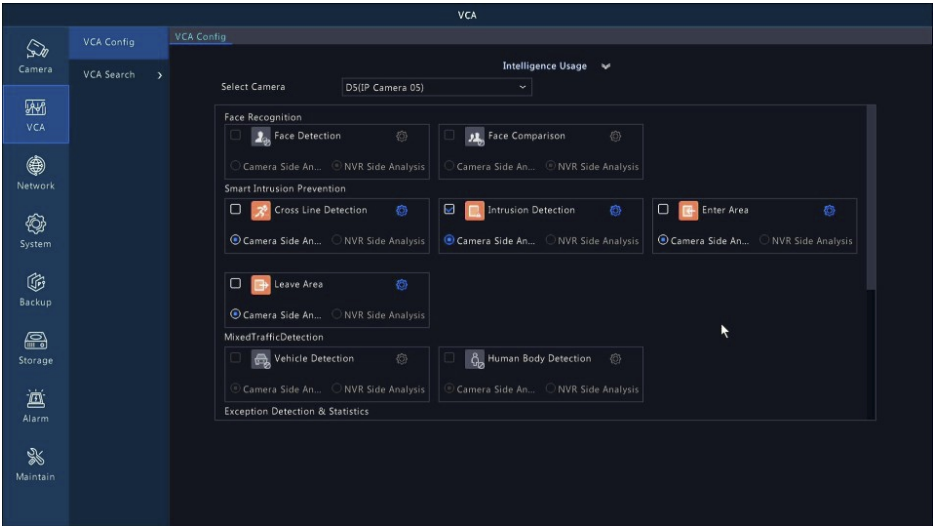 VCA
Camera
VCA
Network
System
Backup
Storage
Alarm
Maintain
VCA Config
VCA Search
VCA Config
Intelligence Usage
Select Camera D5(IP Camera 05)
Face Recognition
Face Detection Face Comparison
Camera Side An... NVR Side Analysis Camera Side An... NVR Side Analysis
Smart Intrusion Prevention
Cross Line Detection Intrusion Detection Enter Area
Camera Side An... NVR Side Analysis Camera Side An... NVR Side Analysis Camera Side An... NVR Side Analysis
Leave Area
Camera Side An... NVR Side Analysis
MixedTrafficDetection
Vehicle Detection Human Body Detection
Camera Side An... NVR Side Analysis Camera Side An... NVR Side Analysis
Exception Detection & Statistics